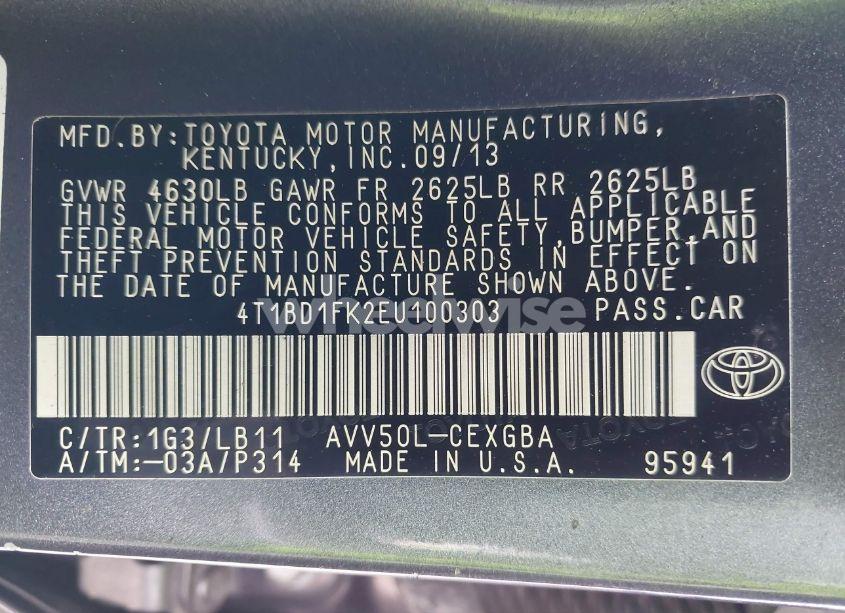 MFD.BY:TOYOTA MOTOR MANUFACTURING,
KENTUCKY,INC.09/13
GVWR 4630LB GAWR FR 2625LB RR 2625LB
THIS VEHICLE CONFORMS TO ALL APPLICABLE
FEDERAL MOTOR VEHICLE SAFETY,BUMPER,AND
THEFT PREVENTION STANDARDS IN EFFECT ON
THE DATE OF MANUFACTURE SHOWN ABOVE.
4T1BD1FK2EU100303 PASS.CAR
wheelwise
C/TR:1G3/LB11 AVV50L-CEXGBA
A/TM:-03A/P314 MADE IN U.S.A. 95941